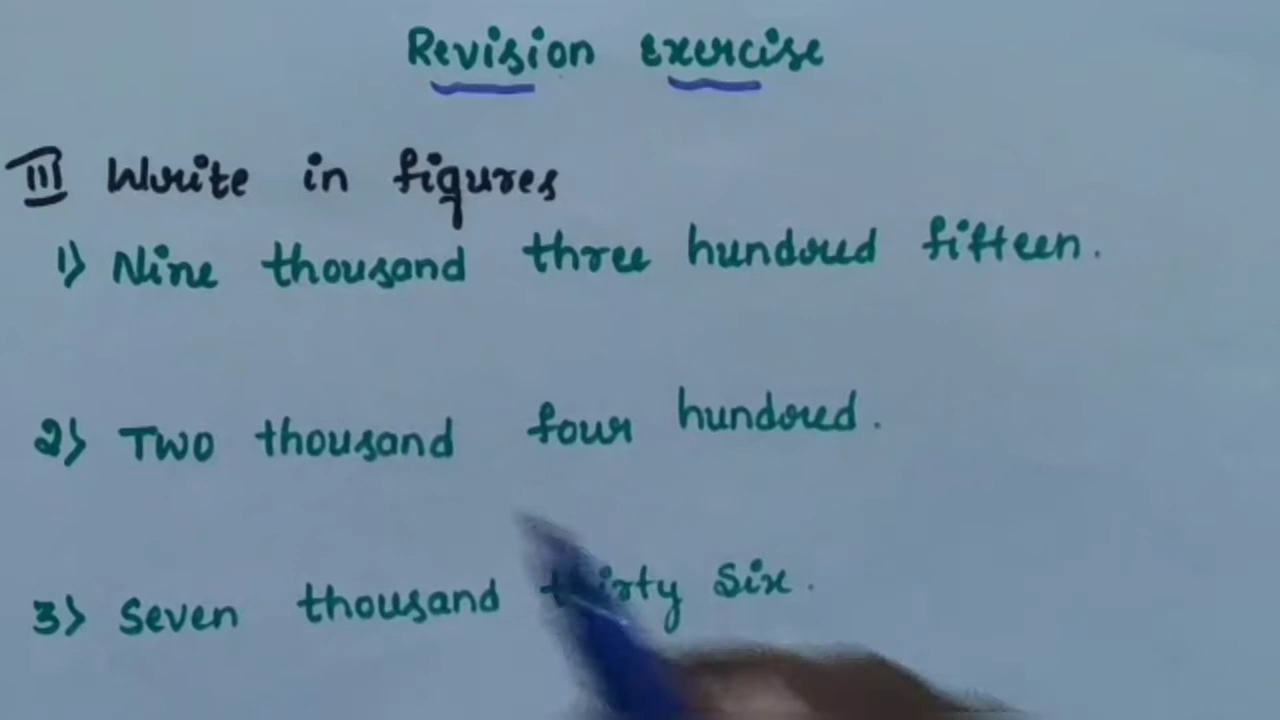 Revision exercise
III Write in figures
1) Nine thousand three hundred fifteen.
2) Two thousand four hundred.
3) Seven thousand thirty six.